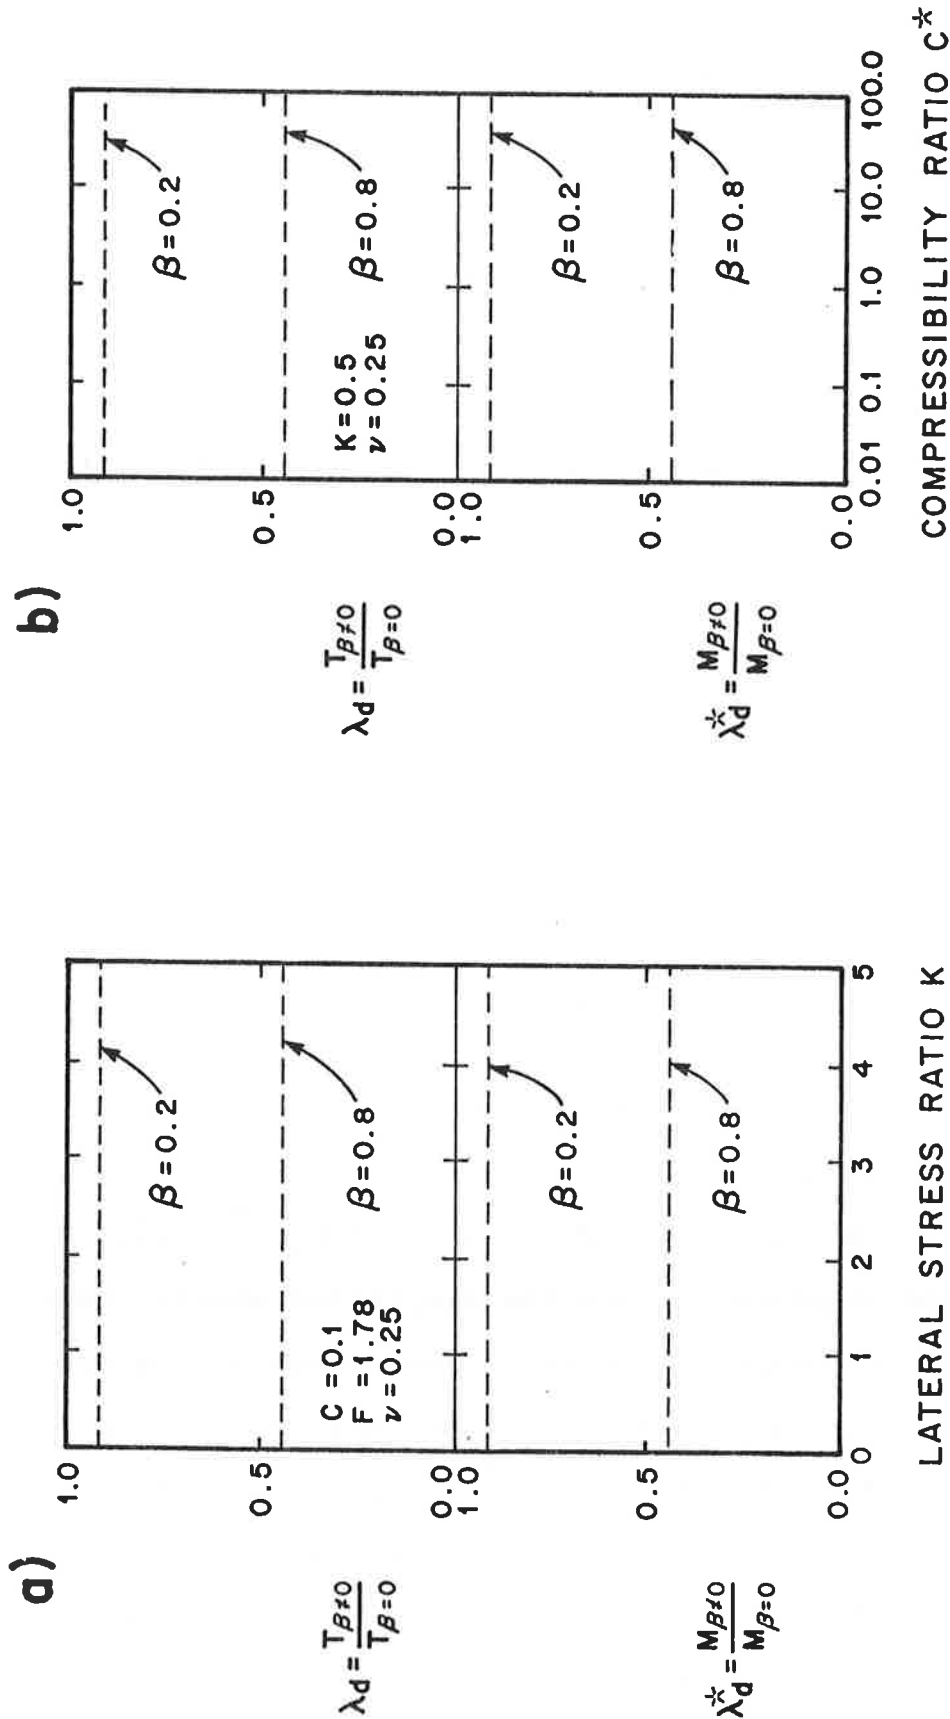 a)
λd = Tβ≠0 / Tβ=0
1.0
0.5
0.0
β=0.2
β=0.8
C =0.1
F =1.78
ν=0.25
λ*d = Mβ≠0 / Mβ=0
1.0
0.5
0.0
β=0.2
β=0.8
0 1 2 3 4 5
LATERAL STRESS RATIO K
b)
λd = Tβ≠0 / Tβ=0
1.0
0.5
0.0
β=0.2
β=0.8
K=0.5
ν=0.25
λ*d = Mβ≠0 / Mβ=0
1.0
0.5
0.0
β=0.2
β=0.8
0.01 0.1 1.0 10.0 100.0
COMPRESSIBILITY RATIO C*